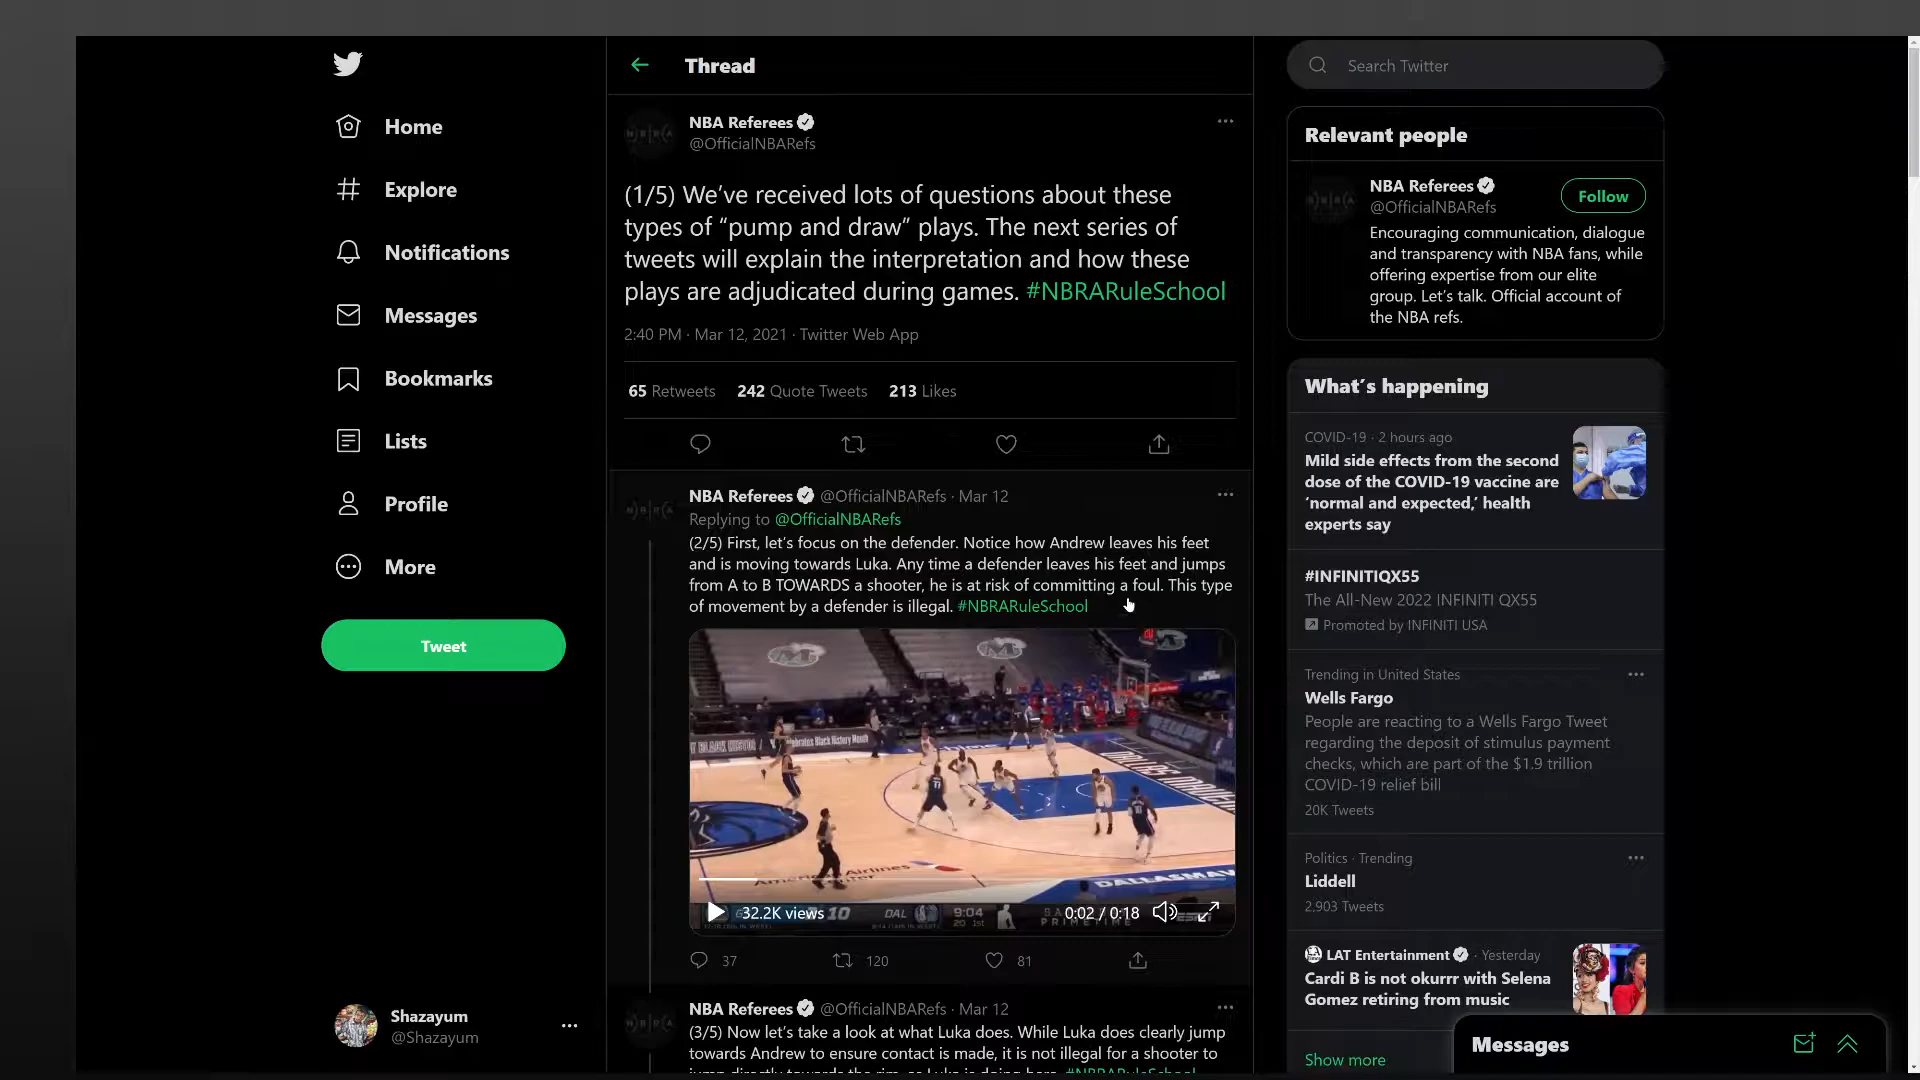 Home
Explore
Notifications
Messages
Bookmarks
Lists
Profile
More
Tweet
Shazayum
@Shazayum
Thread
NBA Referees
@OfficialNBARefs
(1/5) We’ve received lots of questions about these
types of “pump and draw” plays. The next series of
tweets will explain the interpretation and how these
plays are adjudicated during games. #NBRARuleSchool
2:40 PM · Mar 12, 2021 · Twitter Web App
65 Retweets 242 Quote Tweets 213 Likes
NBA Referees @OfficialNBARefs · Mar 12
Replying to @OfficialNBARefs
(2/5) First, let’s focus on the defender. Notice how Andrew leaves his feet
and is moving towards Luka. Any time a defender leaves his feet and jumps
from A to B TOWARDS a shooter, he is at risk of committing a foul. This type
of movement by a defender is illegal. #NBRARuleSchool
32.2K views
10 DAL 9:04
0:02 / 0:18
37 120 81
NBA Referees @OfficialNBARefs · Mar 12
(3/5) Now let’s take a look at what Luka does. While Luka does clearly jump
towards Andrew to ensure contact is made, it is not illegal for a shooter to
Search Twitter
Relevant people
NBA Referees
@OfficialNBARefs
Follow
Encouraging communication, dialogue
and transparency with NBA fans, while
offering expertise from our elite
group. Let’s talk. Official account of
the NBA refs.
What’s happening
COVID-19 · 2 hours ago
Mild side effects from the second
dose of the COVID-19 vaccine are
‘normal and expected,’ health
experts say
#INFINITIQX55
The All-New 2022 INFINITI QX55
Promoted by INFINITI USA
Trending in United States
Wells Fargo
People are reacting to a Wells Fargo Tweet
regarding the deposit of stimulus payment
checks, which are part of the $1.9 trillion
COVID-19 relief bill
20K Tweets
Politics · Trending
Liddell
2,903 Tweets
LAT Entertainment · Yesterday
Cardi B is not okurrr with Selena
Gomez retiring from music
Show more
Messages